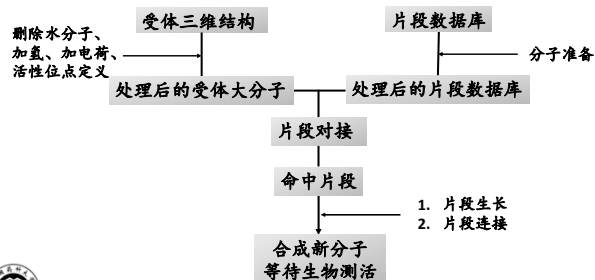 受体三维结构
片段数据库
删除水分子、
加氢、加电荷、
活性位点定义
分子准备
处理后的受体大分子
处理后的片段数据库
片段对接
命中片段
1. 片段生长
2. 片段连接
合成新分子
等待生物测活